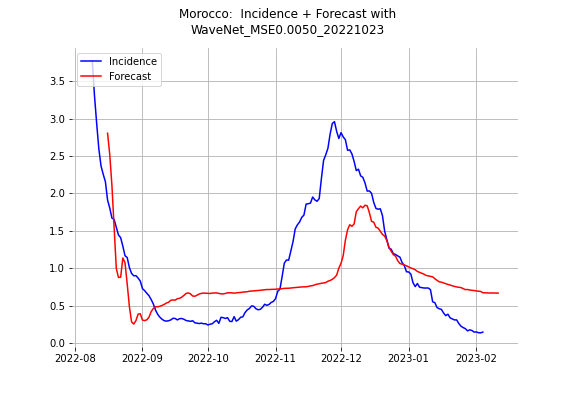 Morocco:  Incidence + Forecast with
WaveNet_MSE0.0050_20221023
Incidence
Forecast
3.5
3.0
2.5
2.0
1.5
1.0
0.5
0.0
2022-08 2022-09 2022-10 2022-11 2022-12 2023-01 2023-02